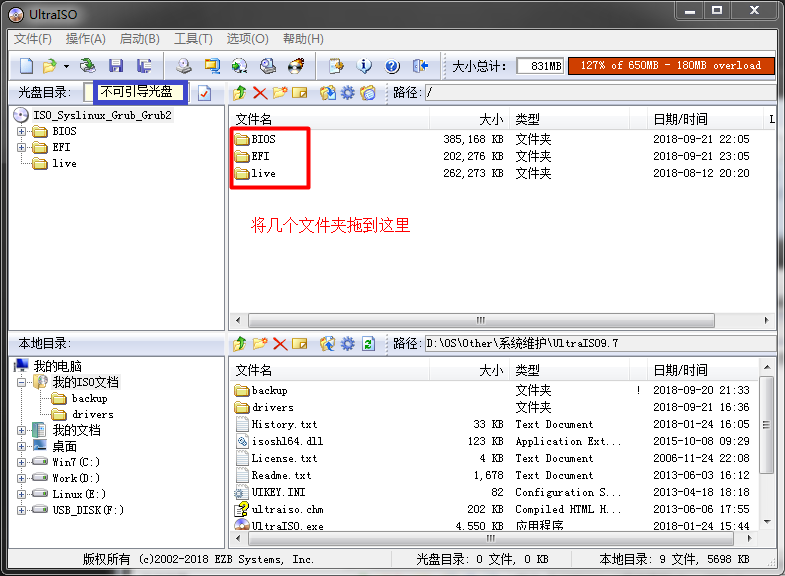 UltraISO
文件(F) 操作(A) 启动(B) 工具(T) 选项(O) 帮助(H)
大小总计: 831MB 127% of 650MB - 180MB overload
光盘目录: 不可引导光盘 路径: /
ISO_Syslinux_Grub_Grub2
BIOS
EFI
live
文件名 大小 类型 日期/时间 L
BIOS 385,168 KB 文件夹 2018-09-21 22:05
EFI 202,276 KB 文件夹 2018-09-21 23:05
live 262,273 KB 文件夹 2018-08-12 20:20
将几个文件夹拖到这里
本地目录: 路径: D:\OS\Other\系统维护\UltraISO9.7
我的电脑
我的ISO文档
backup
drivers
我的文档
桌面
Win7(C:)
Work(D:)
Linux(E:)
USB_DISK(F:)
文件名 大小 类型 日期/时间
backup 文件夹 ! 2018-09-20 21:33
drivers 文件夹 2018-09-21 16:36
History.txt 33 KB Text Document 2018-01-24 16:05
isoshl64.dll 123 KB Application Ext... 2015-10-08 09:29
License.txt 4 KB Text Document 2006-11-24 22:08
Readme.txt 1,678 Text Document 2013-06-03 16:12
UIKEY.INI 82 Configuration S... 2013-04-18 18:18
ultraiso.chm 202 KB Compiled HTML H... 2013-06-06 17:55
UltraISO.exe 4,550 KB 应用程序 2018-01-24 15:44
版权所有 (c)2002-2018 EZB Systems, Inc. 光盘目录: 0 文件, 0 KB 本地目录: 9 文件, 5698 KB